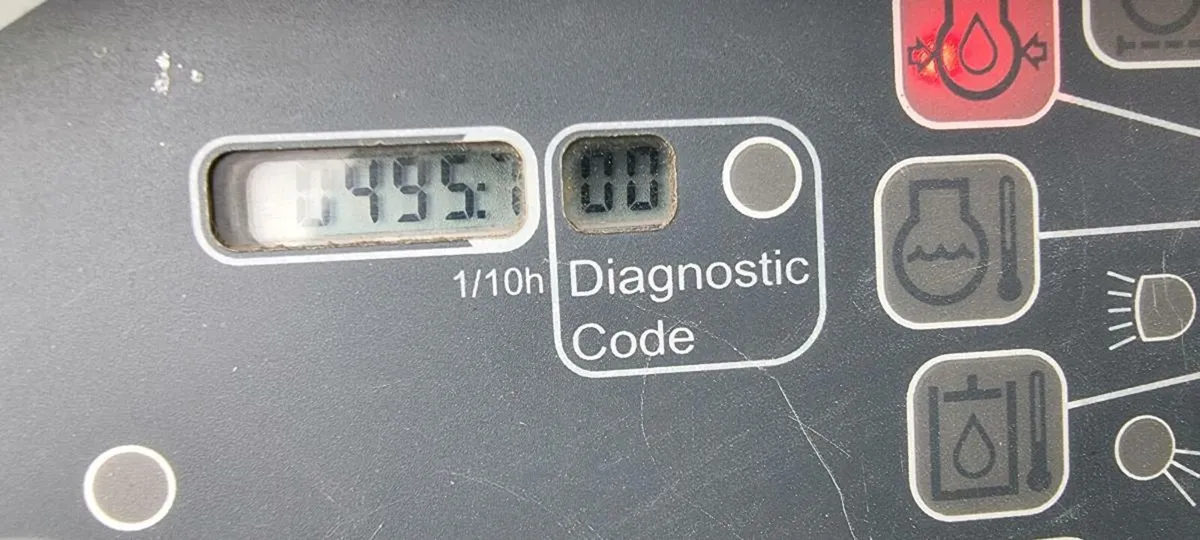 0495:
00
1/10h
Diagnostic
Code